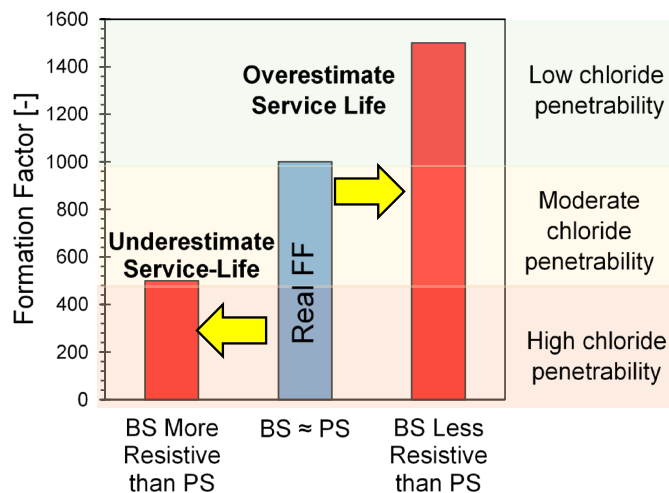 1600
1400
1200
1000
800
600
400
200
0
Formation Factor [-]
Overestimate
Service Life
Underestimate
Service-Life
Real FF
Low chloride
penetrability
Moderate
chloride
penetrability
High chloride
penetrability
BS More
Resistive
than PS
BS ≈ PS
BS Less
Resistive
than PS